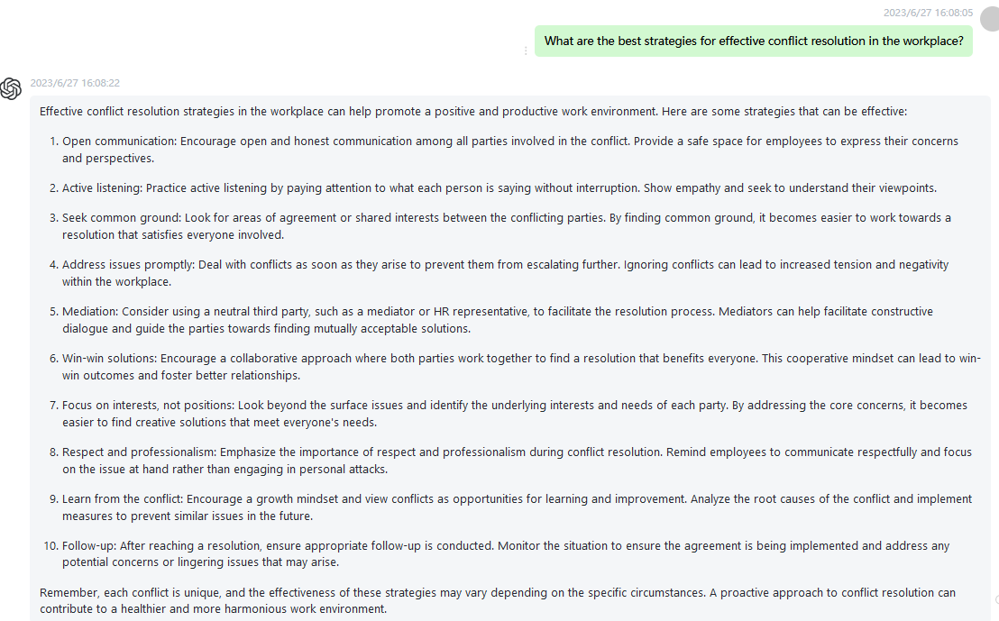 2023/6/27 16:08:05
What are the best strategies for effective conflict resolution in the workplace?
2023/6/27 16:08:22
Effective conflict resolution strategies in the workplace can help promote a positive and productive work environment. Here are some strategies that can be effective:
1. Open communication: Encourage open and honest communication among all parties involved in the conflict. Provide a safe space for employees to express their concerns
and perspectives.
2. Active listening: Practice active listening by paying attention to what each person is saying without interruption. Show empathy and seek to understand their viewpoints.
3. Seek common ground: Look for areas of agreement or shared interests between the conflicting parties. By finding common ground, it becomes easier to work towards a
resolution that satisfies everyone involved.
4. Address issues promptly: Deal with conflicts as soon as they arise to prevent them from escalating further. Ignoring conflicts can lead to increased tension and negativity
within the workplace.
5. Mediation: Consider using a neutral third party, such as a mediator or HR representative, to facilitate the resolution process. Mediators can help facilitate constructive
dialogue and guide the parties towards finding mutually acceptable solutions.
6. Win-win solutions: Encourage a collaborative approach where both parties work together to find a resolution that benefits everyone. This cooperative mindset can lead to win-
win outcomes and foster better relationships.
7. Focus on interests, not positions: Look beyond the surface issues and identify the underlying interests and needs of each party. By addressing the core concerns, it becomes
easier to find creative solutions that meet everyone's needs.
8. Respect and professionalism: Emphasize the importance of respect and professionalism during conflict resolution. Remind employees to communicate respectfully and focus
on the issue at hand rather than engaging in personal attacks.
9. Learn from the conflict: Encourage a growth mindset and view conflicts as opportunities for learning and improvement. Analyze the root causes of the conflict and implement
measures to prevent similar issues in the future.
10. Follow-up: After reaching a resolution, ensure appropriate follow-up is conducted. Monitor the situation to ensure the agreement is being implemented and address any
potential concerns or lingering issues that may arise.
Remember, each conflict is unique, and the effectiveness of these strategies may vary depending on the specific circumstances. A proactive approach to conflict resolution can
contribute to a healthier and more harmonious work environment.